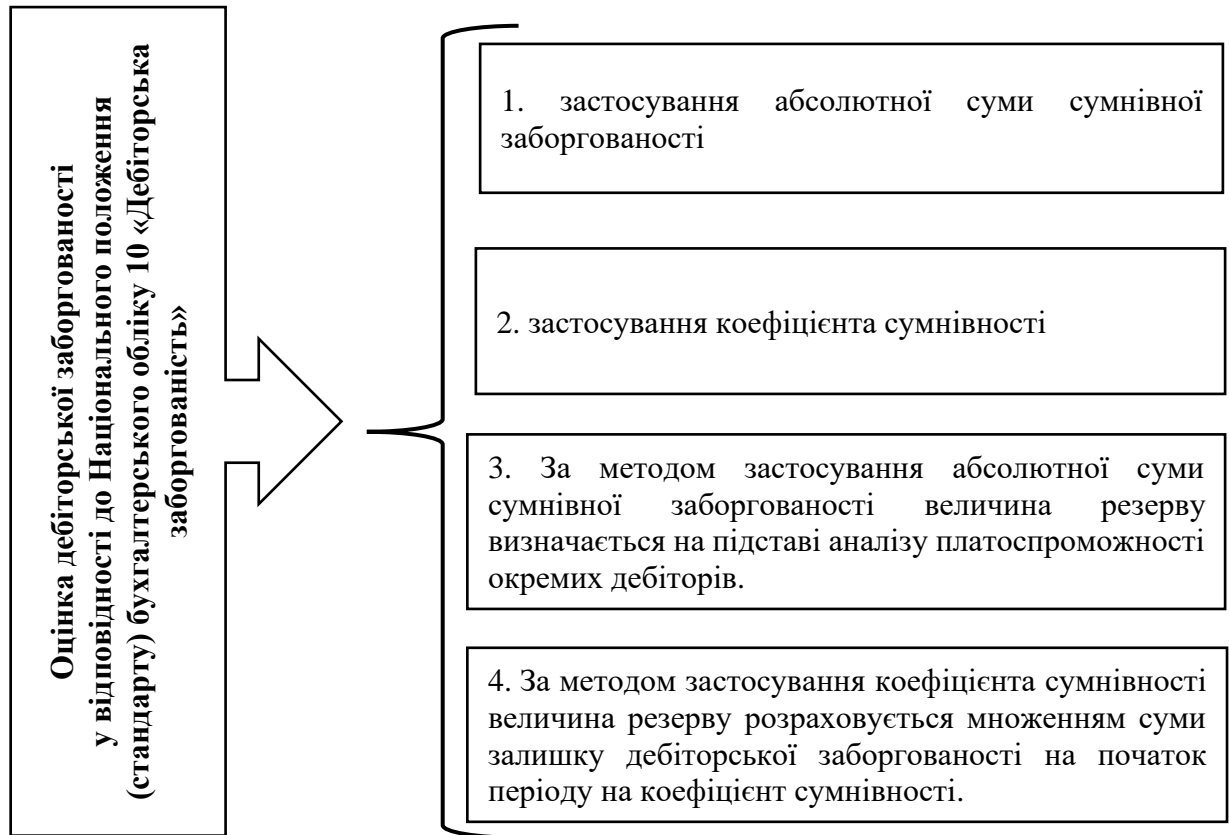 Оцінка дебіторської заборгованості
у відповідності до Національного положення
(стандарту) бухгалтерського обліку 10 «Дебіторська
заборгованість»
1. застосування абсолютної суми сумнівної
заборгованості
2. застосування коефіцієнта сумнівності
3. За методом застосування абсолютної суми
сумнівної заборгованості величина резерву
визначається на підставі аналізу платоспроможності
окремих дебіторів.
4. За методом застосування коефіцієнта сумнівності
величина резерву розраховується множенням суми
залишку дебіторської заборгованості на початок
періоду на коефіцієнт сумнівності.